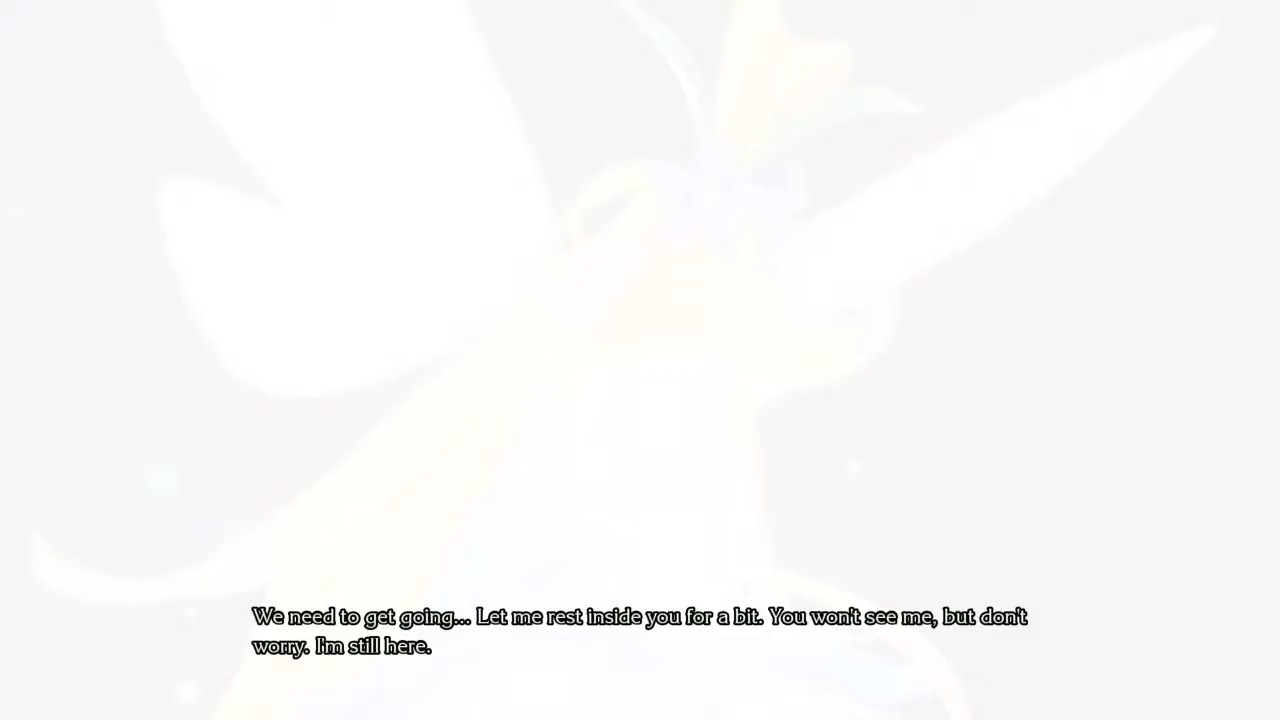 We need to get going... Let me rest inside you for a bit. You won't see me, but don't
worry. I'm still here.